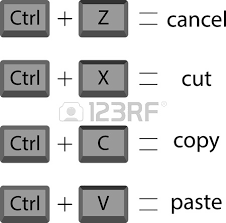 Ctrl + Z = cancel
Ctrl + X = cut
123RF
Ctrl + C = copy
Ctrl + V = paste